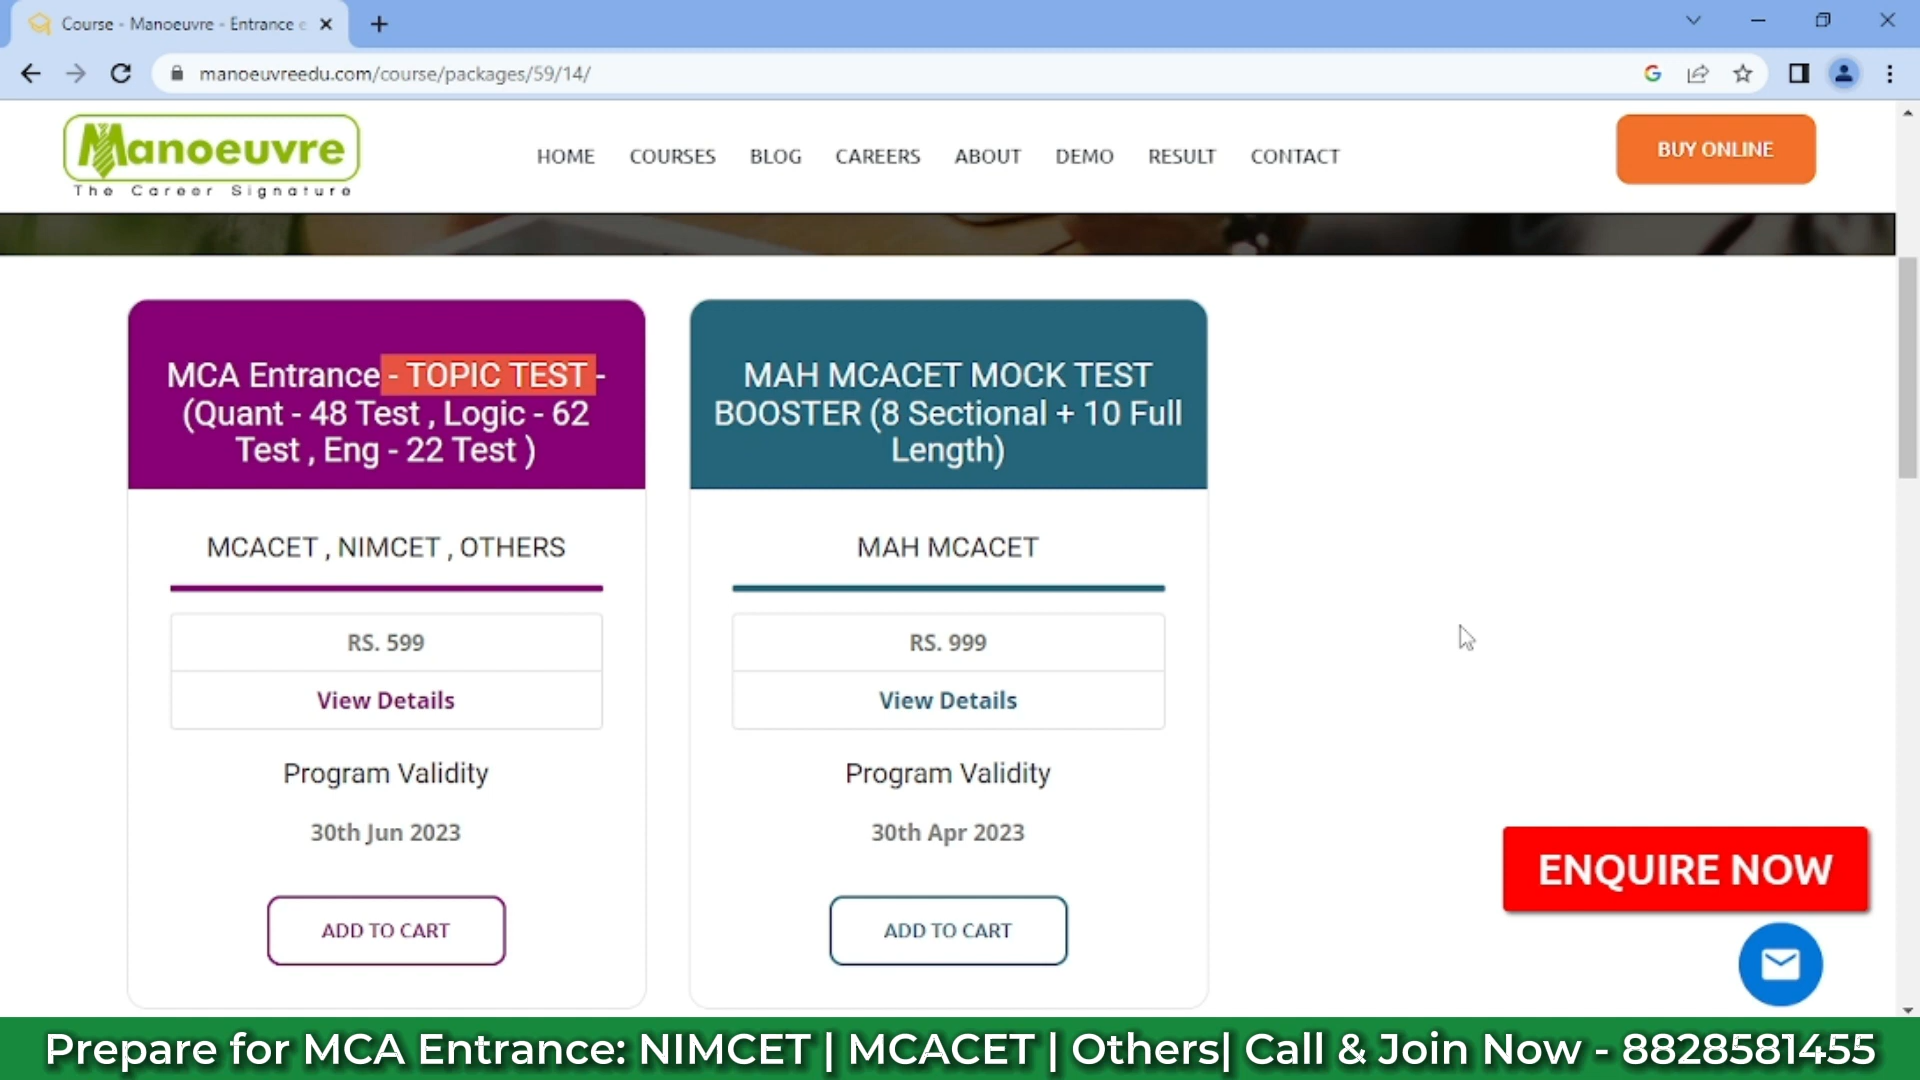 Course - Manoeuvre - Entrance e
manoeuvreedu.com/course/packages/59/14/
Manoeuvre
The Career Signature
HOME COURSES BLOG CAREERS ABOUT DEMO RESULT CONTACT
BUY ONLINE
MCA Entrance - TOPIC TEST -
(Quant - 48 Test , Logic - 62
Test , Eng - 22 Test )
MCACET , NIMCET , OTHERS
RS. 599
View Details
Program Validity
30th Jun 2023
ADD TO CART
MAH MCACET MOCK TEST
BOOSTER (8 Sectional + 10 Full
Length)
MAH MCACET
RS. 999
View Details
Program Validity
30th Apr 2023
ADD TO CART
ENQUIRE NOW
Prepare for MCA Entrance: NIMCET | MCACET | Others| Call & Join Now - 8828581455